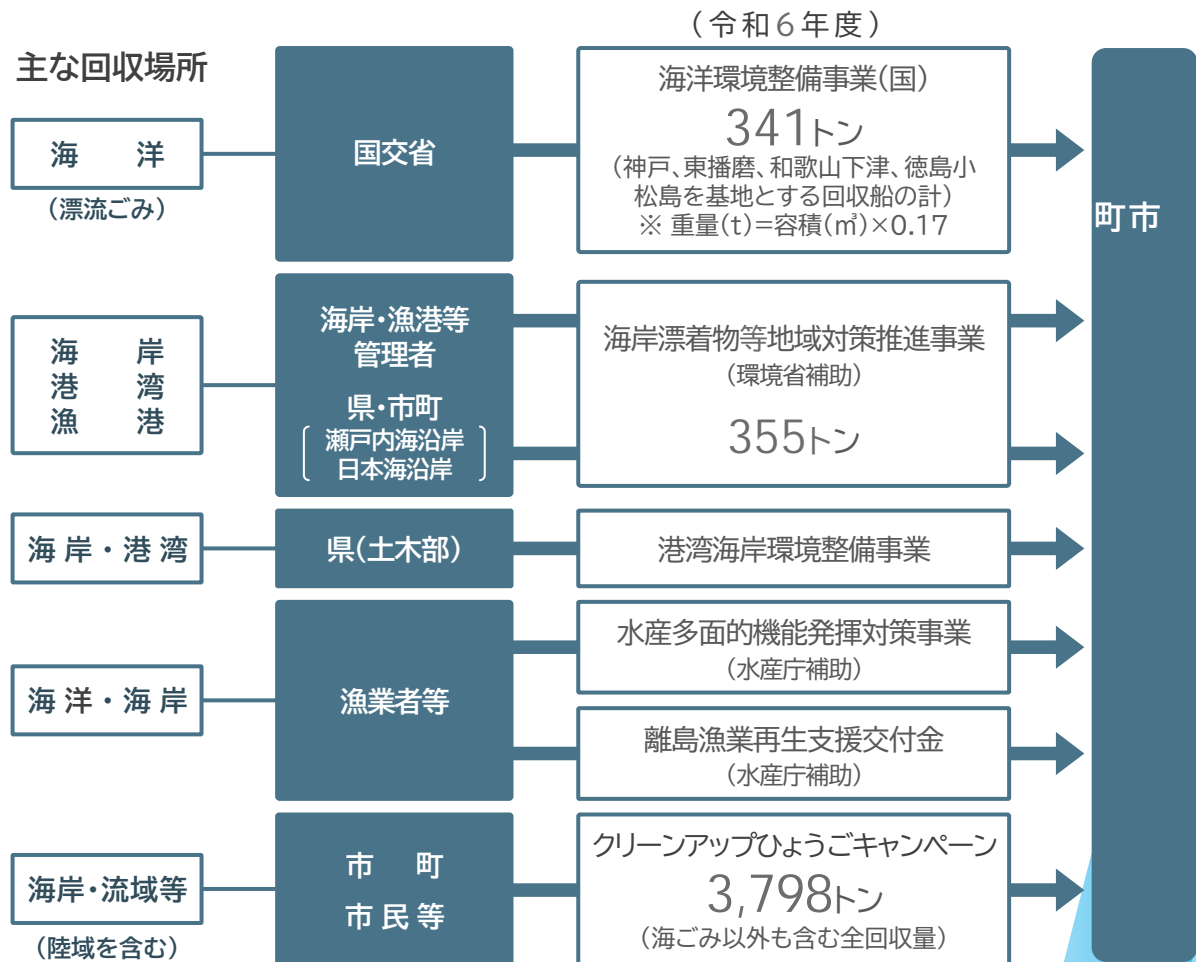 (令和6年度)
主な回収場所
海洋
(漂流ごみ)
国交省
海洋環境整備事業(国)
341トン
(神戸、東播磨、和歌山下津、徳島小
松島を基地とする回収船の計)
※ 重量(t)=容積(㎥)×0.17
海岸
港湾
漁港
海岸・漁港等
管理者
県・市町
瀬戸内海沿岸
日本海沿岸
海岸漂着物等地域対策推進事業
(環境省補助)
355トン
海岸・港湾
県(土木部)
港湾海岸環境整備事業
海洋・海岸
漁業者等
水産多面的機能発揮対策事業
(水産庁補助)
離島漁業再生支援交付金
(水産庁補助)
海岸・流域等
(陸域を含む)
市町
市民等
クリーンアップひょうごキャンペーン
3,798トン
(海ごみ以外も含む全回収量)
町市